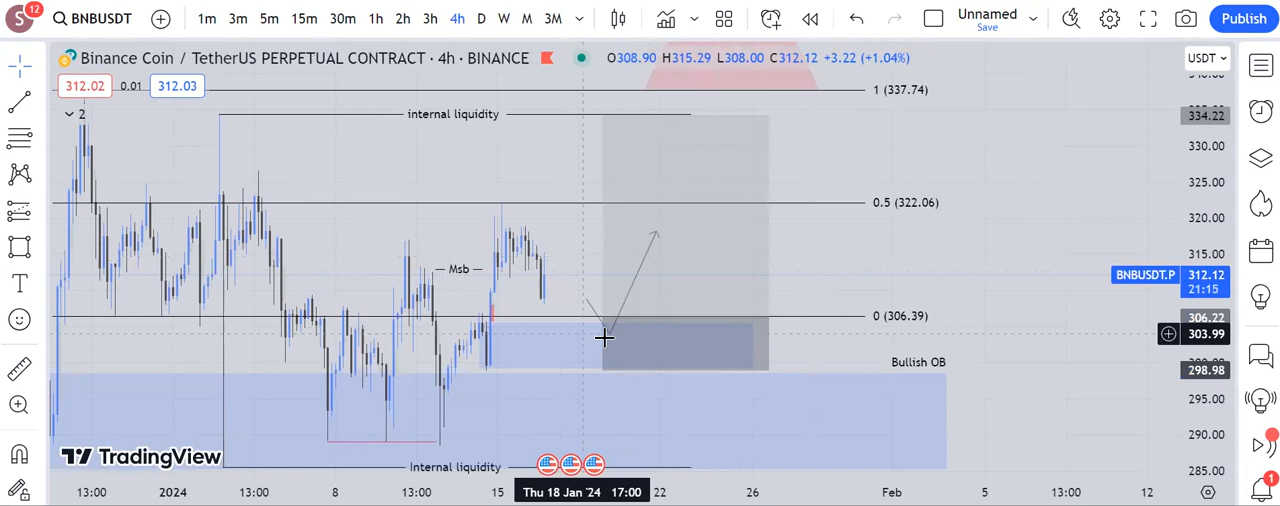 S 12 BNBUSDT 1m 3m 5m 15m 30m 1h 2h 3h 4h D W M 3M Unnamed Save Publish
Binance Coin / TetherUS PERPETUAL CONTRACT · 4h · BINANCE O308.90 H315.29 L308.00 C312.12 +3.22 (+1.04%) USDT
312.02 0.01 312.03
1 (337.74)
2
internal liquidity
334.22
330.00
325.00
0.5 (322.06)
320.00
315.00
Msb
BNBUSDT.P 312.12
21:15
0 (306.39)
306.22
303.99
Bullish OB
298.98
295.00
290.00
TradingView
Internal liquidity
285.00
13:00 2024 13:00 8 13:00 15 Thu 18 Jan '24 17:00 22 26 Feb 5 13:00 12
1